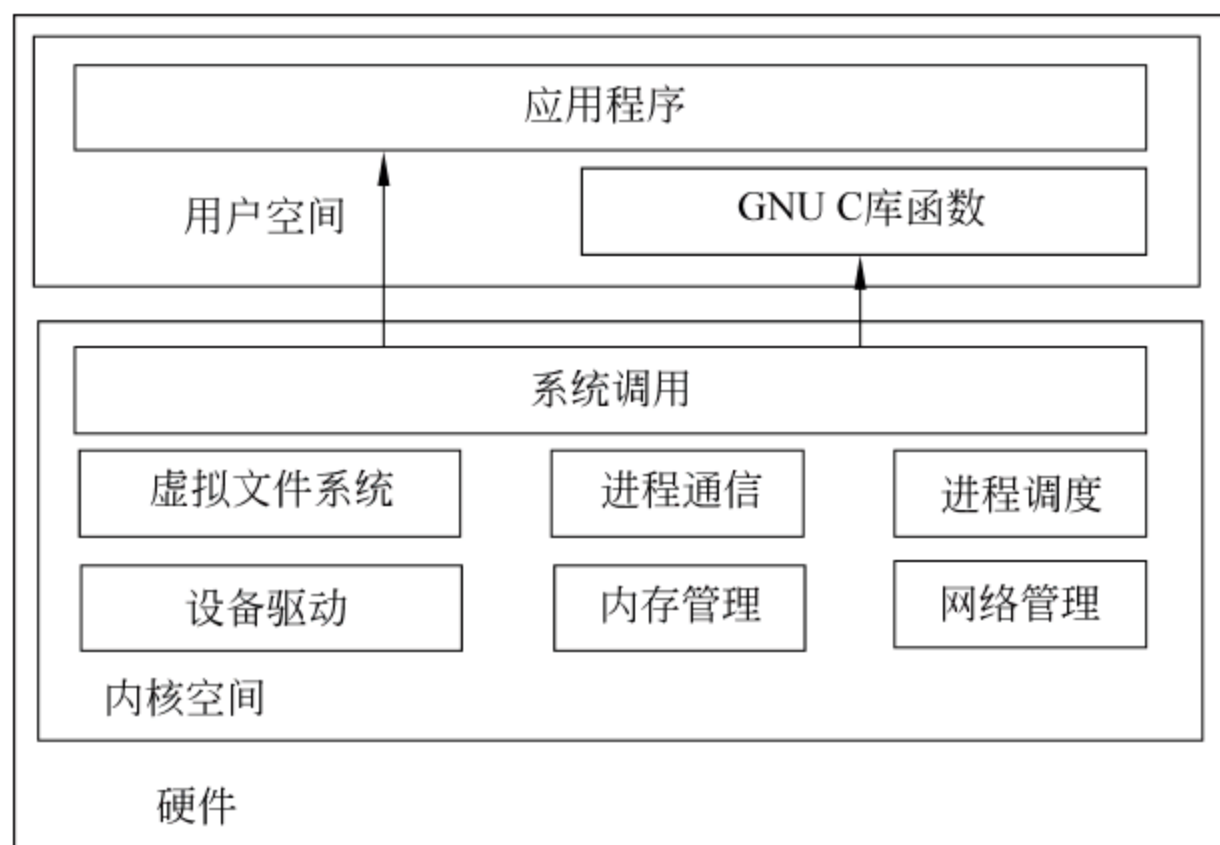 应用程序
用户空间
GNU C库函数
系统调用
虚拟文件系统
进程通信
进程调度
设备驱动
内存管理
网络管理
内核空间
硬件